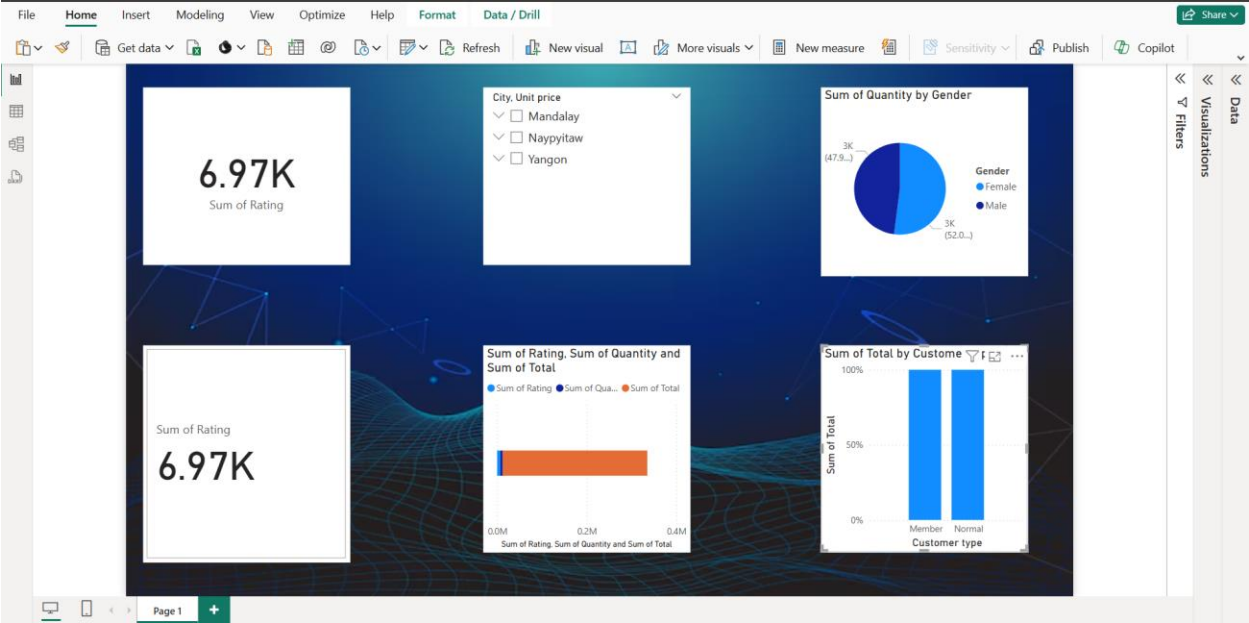 File Home Insert Modeling View Optimize Help Format Data / Drill Share
Get data Refresh New visual More visuals New measure Sensitivity Publish Copilot
6.97K
Sum of Rating
City, Unit price
Mandalay
Naypyitaw
Yangon
Sum of Quantity by Gender
3K
(47.9...)
Gender
Female
Male
3K
(52.0...)
Filters
Visualizations
Data
Sum of Rating
6.97K
Sum of Rating, Sum of Quantity and
Sum of Total
Sum of Rating Sum of Qua... Sum of Total
0.0M 0.2M 0.4M
Sum of Rating, Sum of Quantity and Sum of Total
Sum of Total by Custome
100%
50%
0%
Sum of Total
Member Normal
Customer type
Page 1